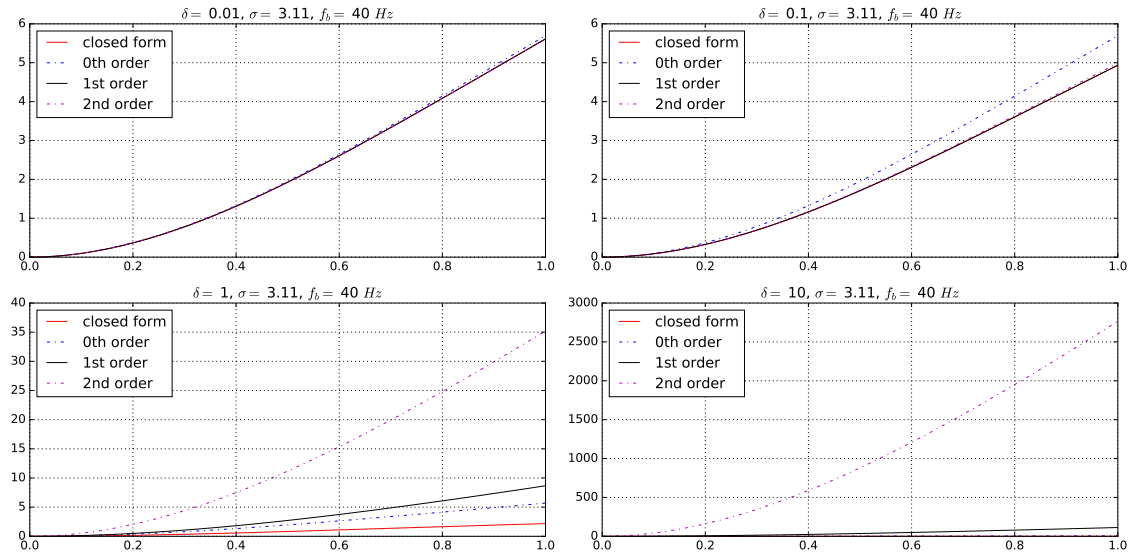 δ = 0.01, σ = 3.11, f_b = 40 Hz
6
5
4
3
2
1
0
closed form
0th order
1st order
2nd order
0.0 0.2 0.4 0.6 0.8 1.0
δ = 0.1, σ = 3.11, f_b = 40 Hz
6
5
4
3
2
1
0
closed form
0th order
1st order
2nd order
0.0 0.2 0.4 0.6 0.8 1.0
δ = 1, σ = 3.11, f_b = 40 Hz
40
35
30
25
20
15
10
5
0
closed form
0th order
1st order
2nd order
0.0 0.2 0.4 0.6 0.8 1.0
δ = 10, σ = 3.11, f_b = 40 Hz
3000
2500
2000
1500
1000
500
0
closed form
0th order
1st order
2nd order
0.0 0.2 0.4 0.6 0.8 1.0